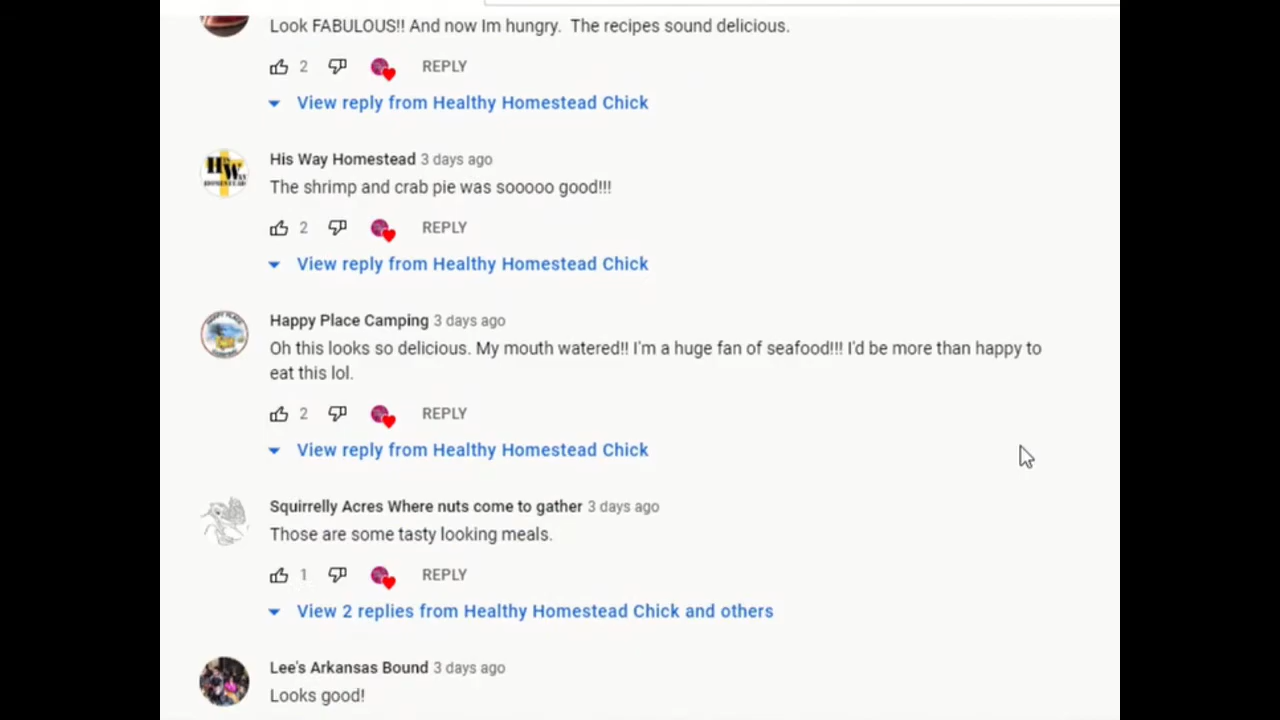 Look FABULOUS!! And now Im hungry. The recipes sound delicious.
2 REPLY
View reply from Healthy Homestead Chick
His Way Homestead 3 days ago
The shrimp and crab pie was sooooo good!!!
2 REPLY
View reply from Healthy Homestead Chick
Happy Place Camping 3 days ago
Oh this looks so delicious. My mouth watered!! I'm a huge fan of seafood!!! I'd be more than happy to
eat this lol.
2 REPLY
View reply from Healthy Homestead Chick
Squirrelly Acres Where nuts come to gather 3 days ago
Those are some tasty looking meals.
1 REPLY
View 2 replies from Healthy Homestead Chick and others
Lee's Arkansas Bound 3 days ago
Looks good!